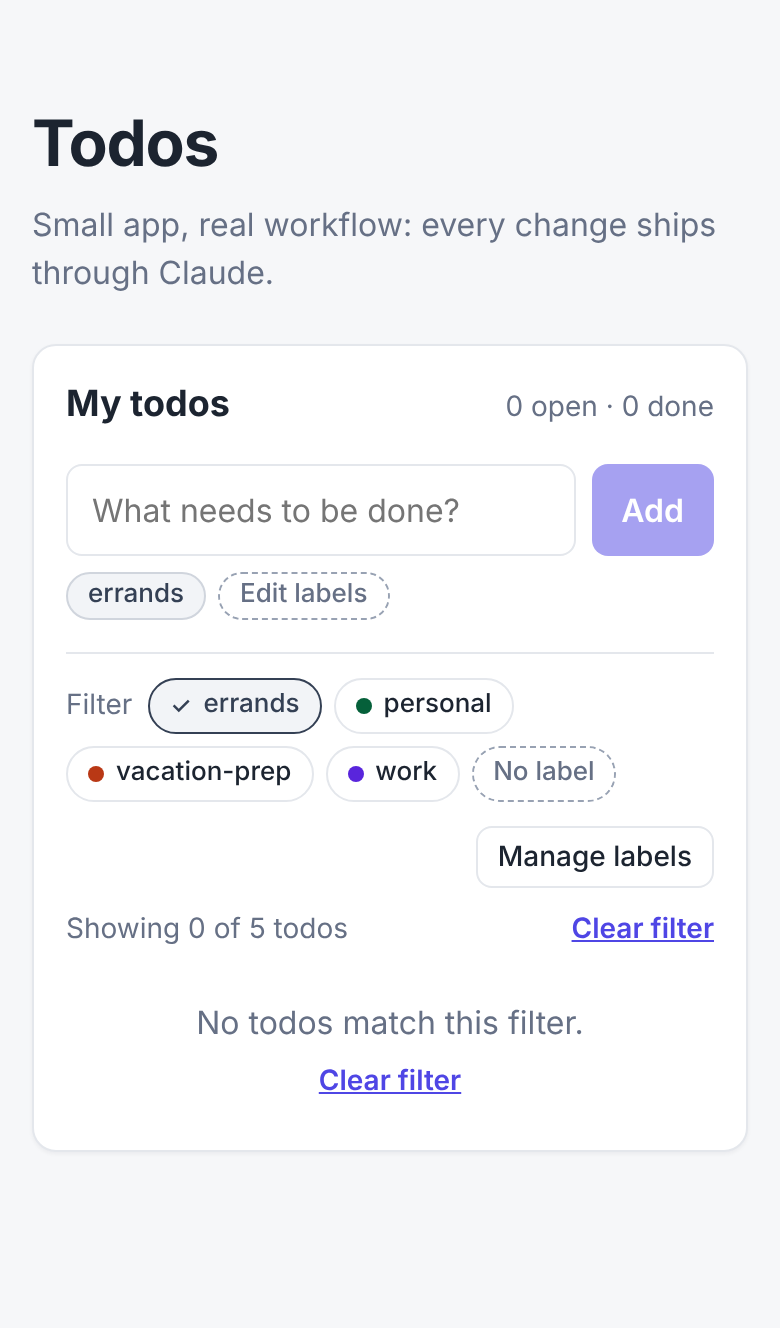 Todos
Small app, real workflow: every change ships
through Claude.
My todos
0 open · 0 done
What needs to be done?
Add
errands
Edit labels
Filter
errands
personal
vacation-prep
work
No label
Manage labels
Showing 0 of 5 todos
Clear filter
No todos match this filter.
Clear filter